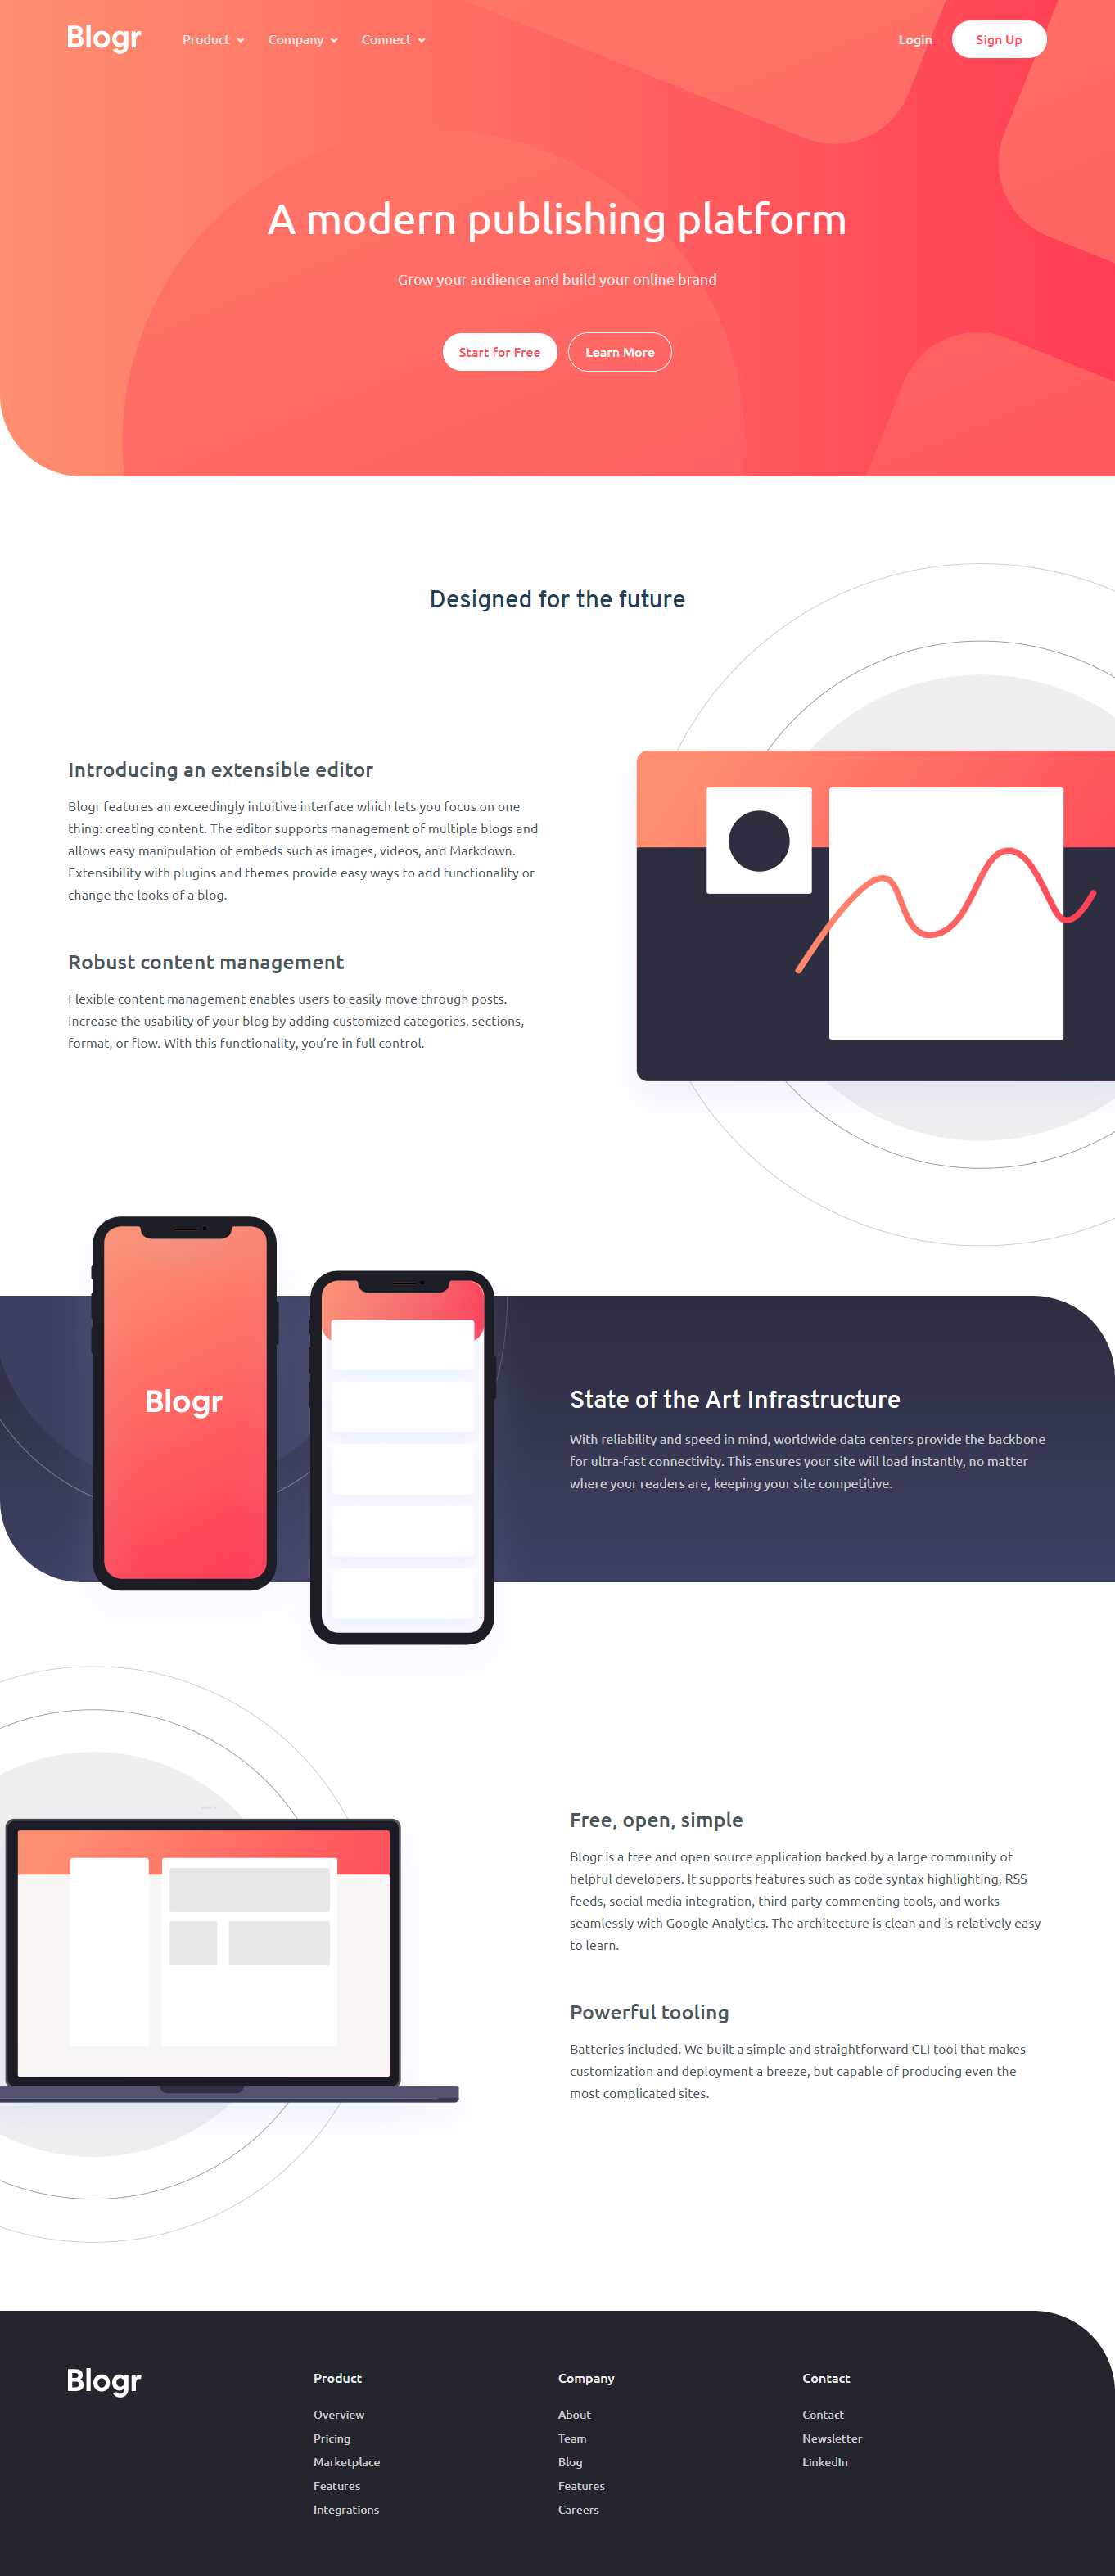 Blogr
Product
Company
Connect
Login
Sign Up
A modern publishing platform
Grow your audience and build your online brand
Start for Free
Learn More
Designed for the future
Introducing an extensible editor
Blogr features an exceedingly intuitive interface which lets you focus on one
thing: creating content. The editor supports management of multiple blogs and
allows easy manipulation of embeds such as images, videos, and Markdown.
Extensibility with plugins and themes provide easy ways to add functionality or
change the looks of a blog.
Robust content management
Flexible content management enables users to easily move through posts.
Increase the usability of your blog by adding customized categories, sections,
format, or flow. With this functionality, you’re in full control.
Blogr
State of the Art Infrastructure
With reliability and speed in mind, worldwide data centers provide the backbone
for ultra-fast connectivity. This ensures your site will load instantly, no matter
where your readers are, keeping your site competitive.
Free, open, simple
Blogr is a free and open source application backed by a large community of
helpful developers. It supports features such as code syntax highlighting, RSS
feeds, social media integration, third-party commenting tools, and works
seamlessly with Google Analytics. The architecture is clean and is relatively easy
to learn.
Powerful tooling
Batteries included. We built a simple and straightforward CLI tool that makes
customization and deployment a breeze, but capable of producing even the
most complicated sites.
Blogr
Product
Overview
Pricing
Marketplace
Features
Integrations
Company
About
Team
Blog
Features
Careers
Contact
Contact
Newsletter
LinkedIn